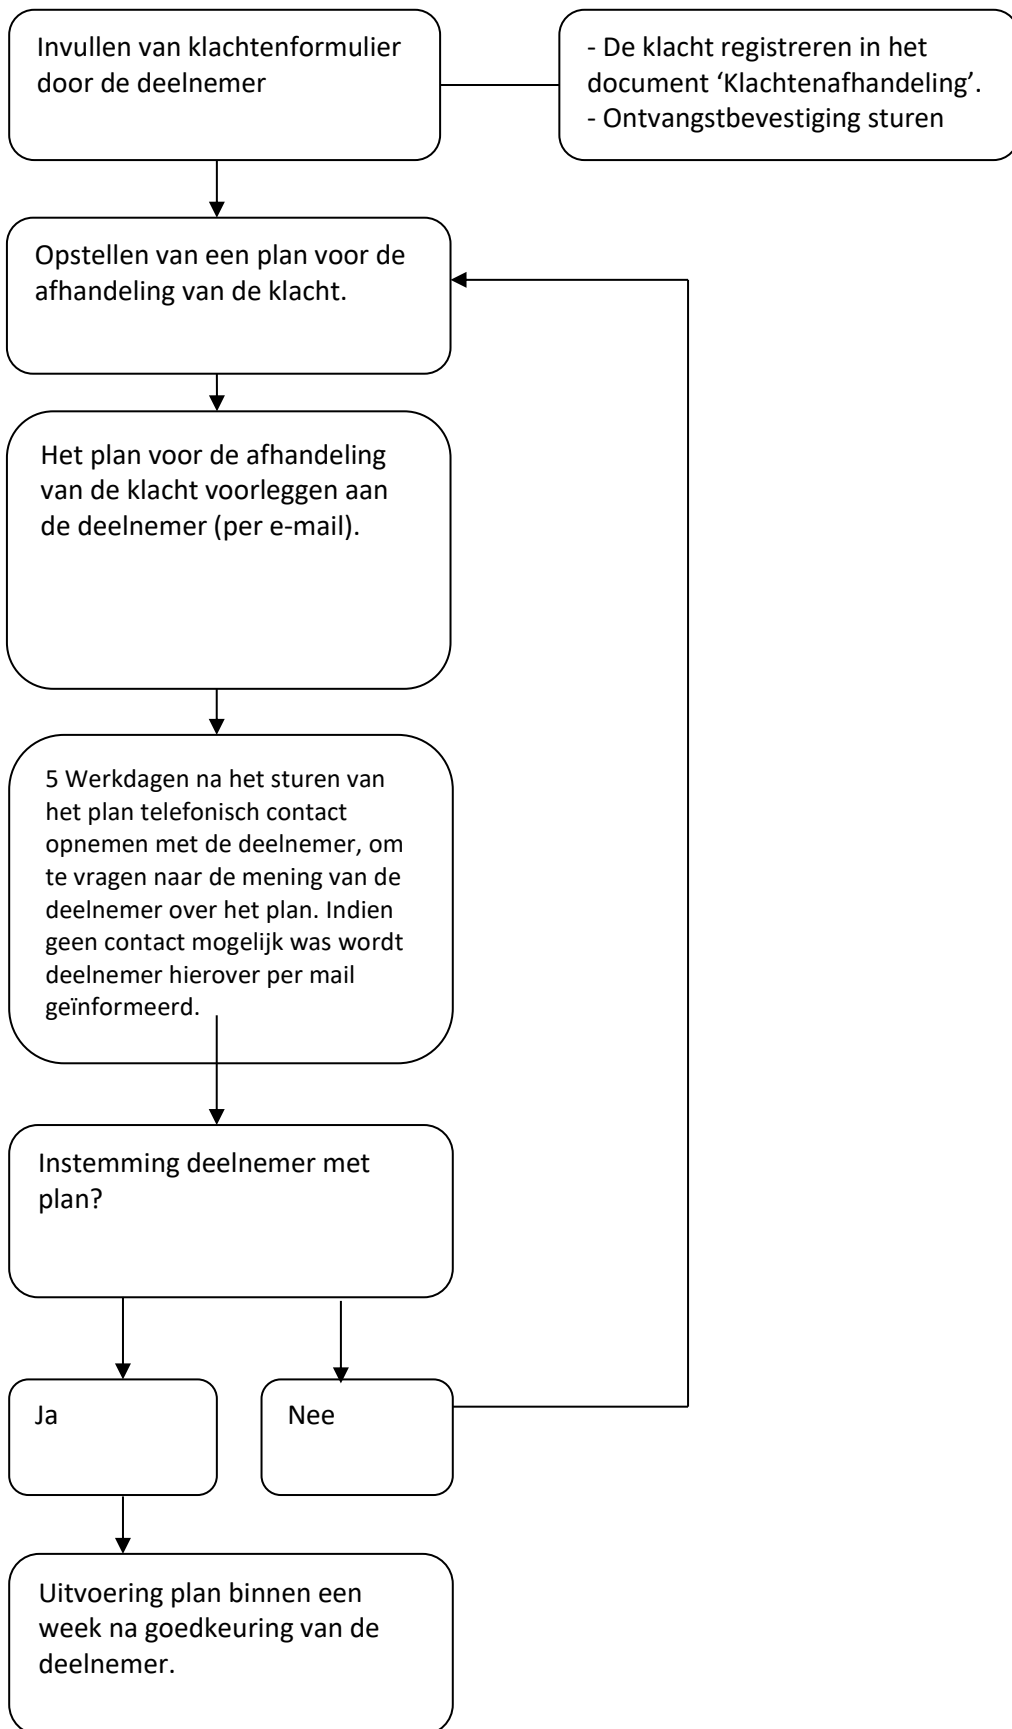 Invullen van klachtenformulier
door de deelnemer
- De klacht registreren in het
document ‘Klachtenafhandeling’.
- Ontvangstbevestiging sturen
Opstellen van een plan voor de
afhandeling van de klacht.
Het plan voor de afhandeling
van de klacht voorleggen aan
de deelnemer (per e-mail).
5 Werkdagen na het sturen van
het plan telefonisch contact
opnemen met de deelnemer, om
te vragen naar de mening van de
deelnemer over het plan. Indien
geen contact mogelijk was wordt
deelnemer hierover per mail
geïnformeerd.
Instemming deelnemer met
plan?
Ja
Nee
Uitvoering plan binnen een
week na goedkeuring van de
deelnemer.